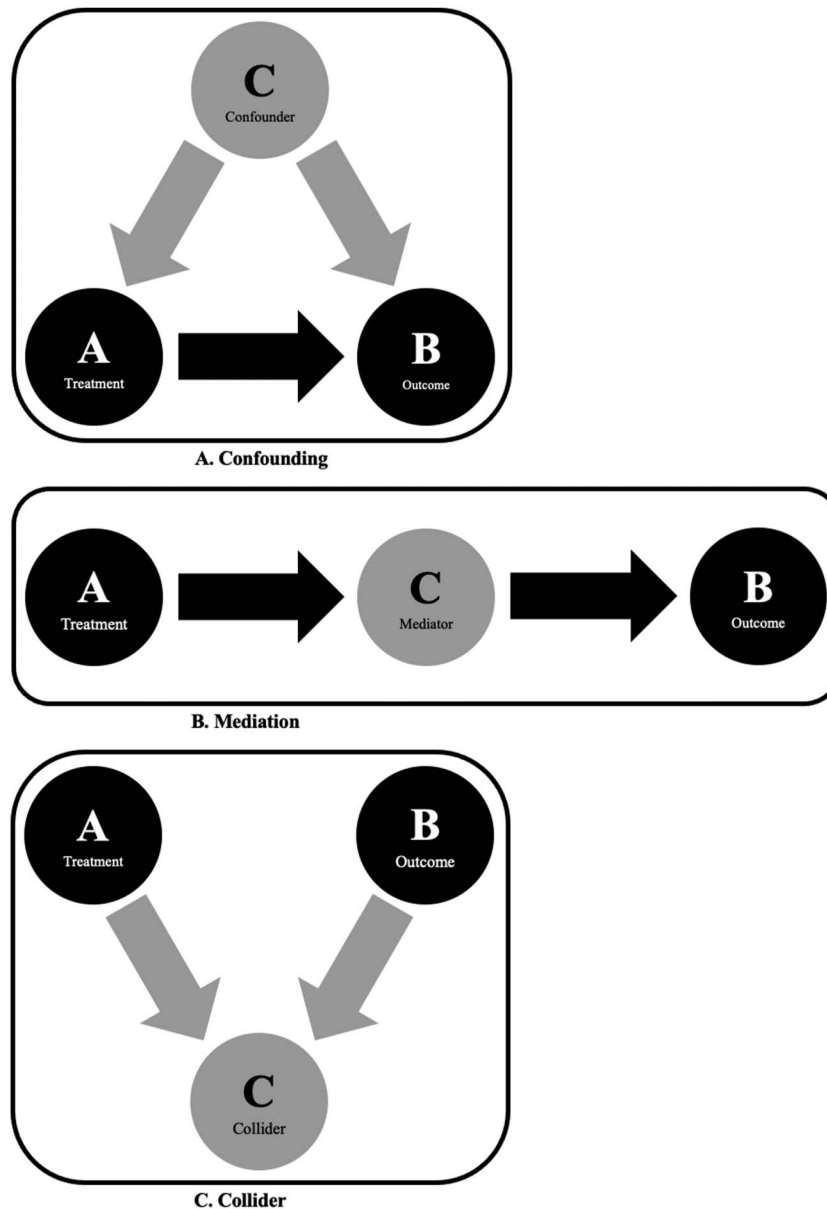 C
Confounder
A
Treatment
B
Outcome
A. Confounding
A
Treatment
C
Mediator
B
Outcome
B. Mediation
A
Treatment
B
Outcome
C
Collider
C. Collider